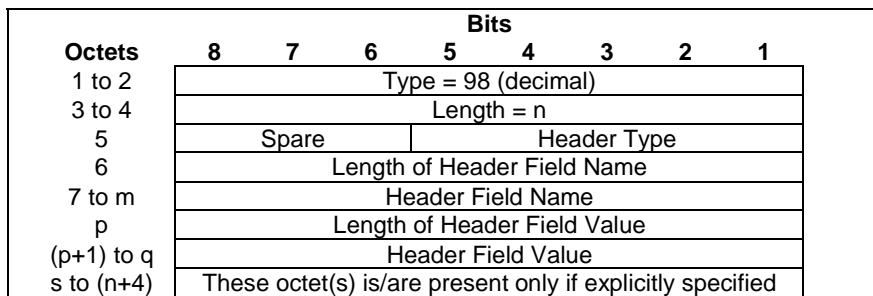 Bits
Octets 8 7 6 5 4 3 2 1
1 to 2 Type = 98 (decimal)
3 to 4 Length = n
5 Spare Header Type
6 Length of Header Field Name
7 to m Header Field Name
p Length of Header Field Value
(p+1) to q Header Field Value
s to (n+4) These octet(s) is/are present only if explicitly specified